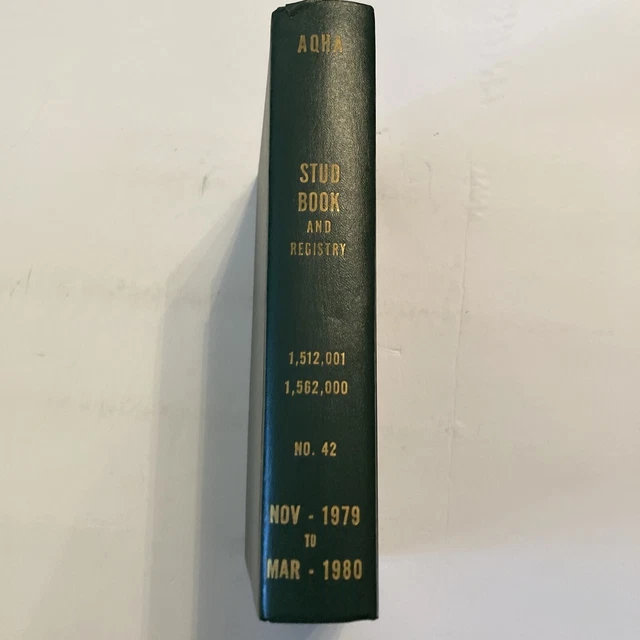 AQHA
STUD
BOOK
AND
REGISTRY
1,512,001
1,562,000
NO. 42
NOV - 1979
TO
MAR - 1980